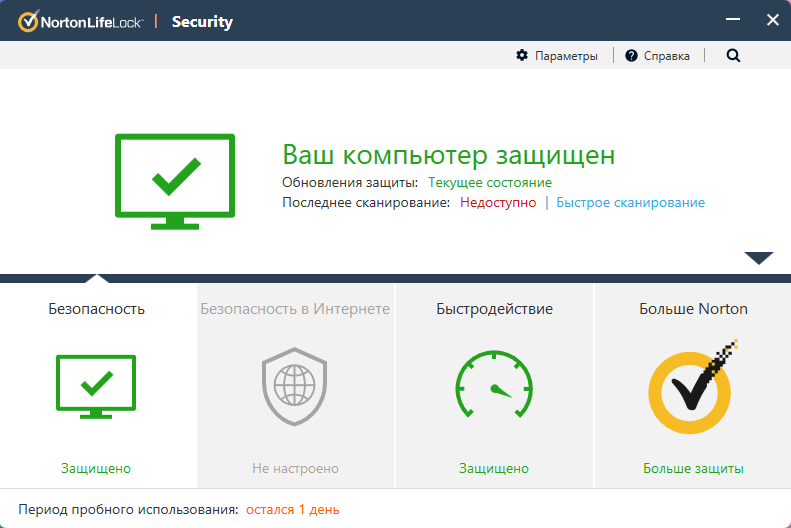 NortonLifeLock | Security
Параметры | Справка |
Ваш компьютер защищен
Обновления защиты: Текущее состояние
Последнее сканирование: Недоступно | Быстрое сканирование
Безопасность
Безопасность в Интернете
Быстродействие
Больше Norton
Защищено
Не настроено
Защищено
Больше защиты
Период пробного использования: остался 1 день